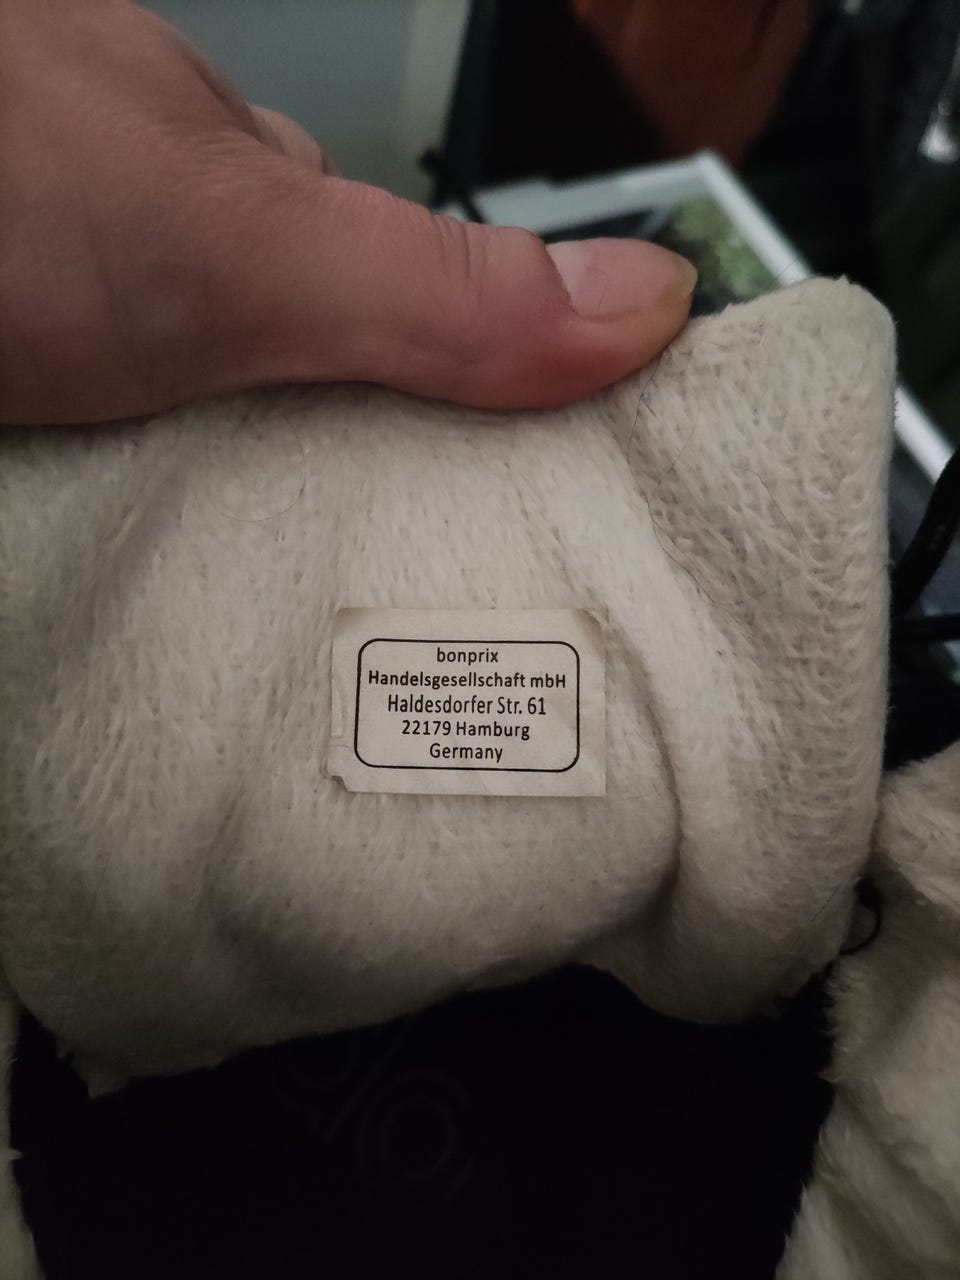 bonprix
Handelsgesellschaft mbH
Haldesdorfer Str. 61
22179 Hamburg
Germany